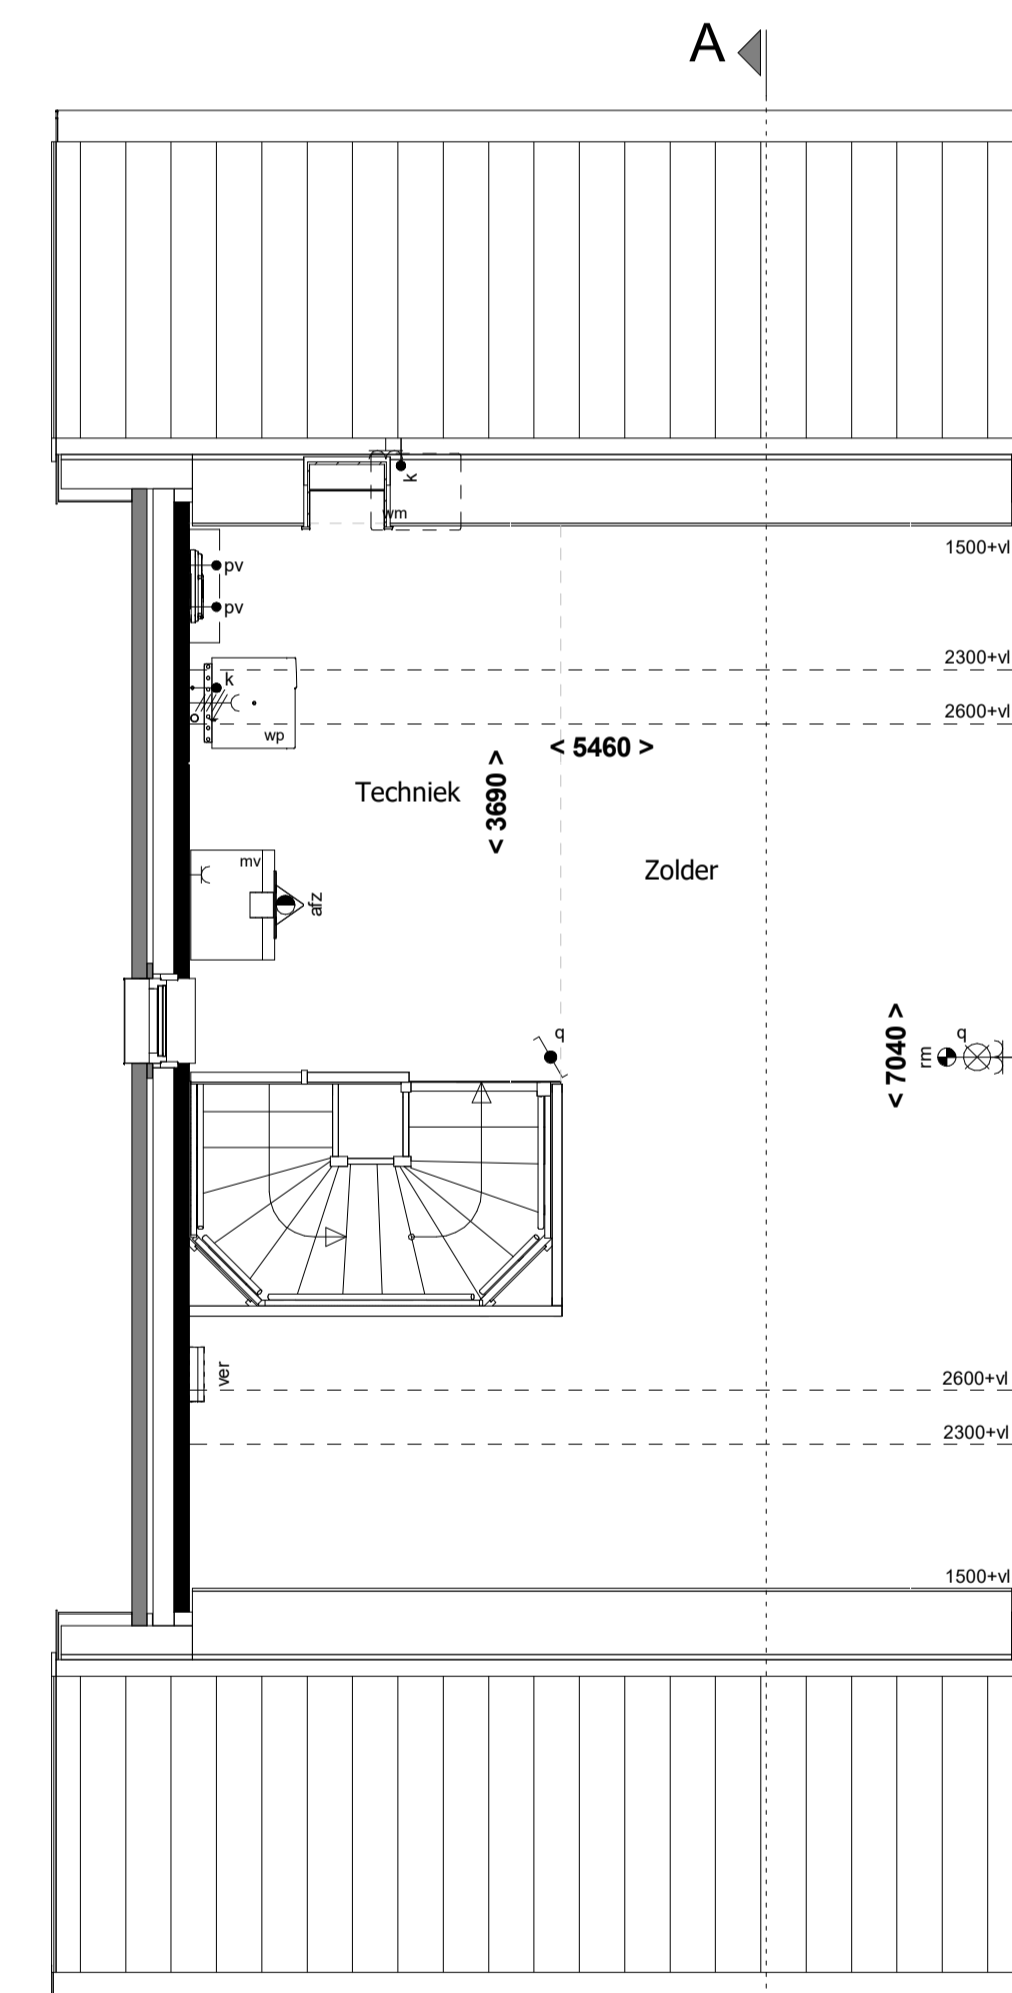 A
k
wm
1500+vl
pv
pv
2300+vl
k
2600+vl
wp
< 5460 >
< 3690 >
Techniek
mv
Zolder
afz
q
< 7040 >
rm
q
ver
2600+vl
2300+vl
1500+vl